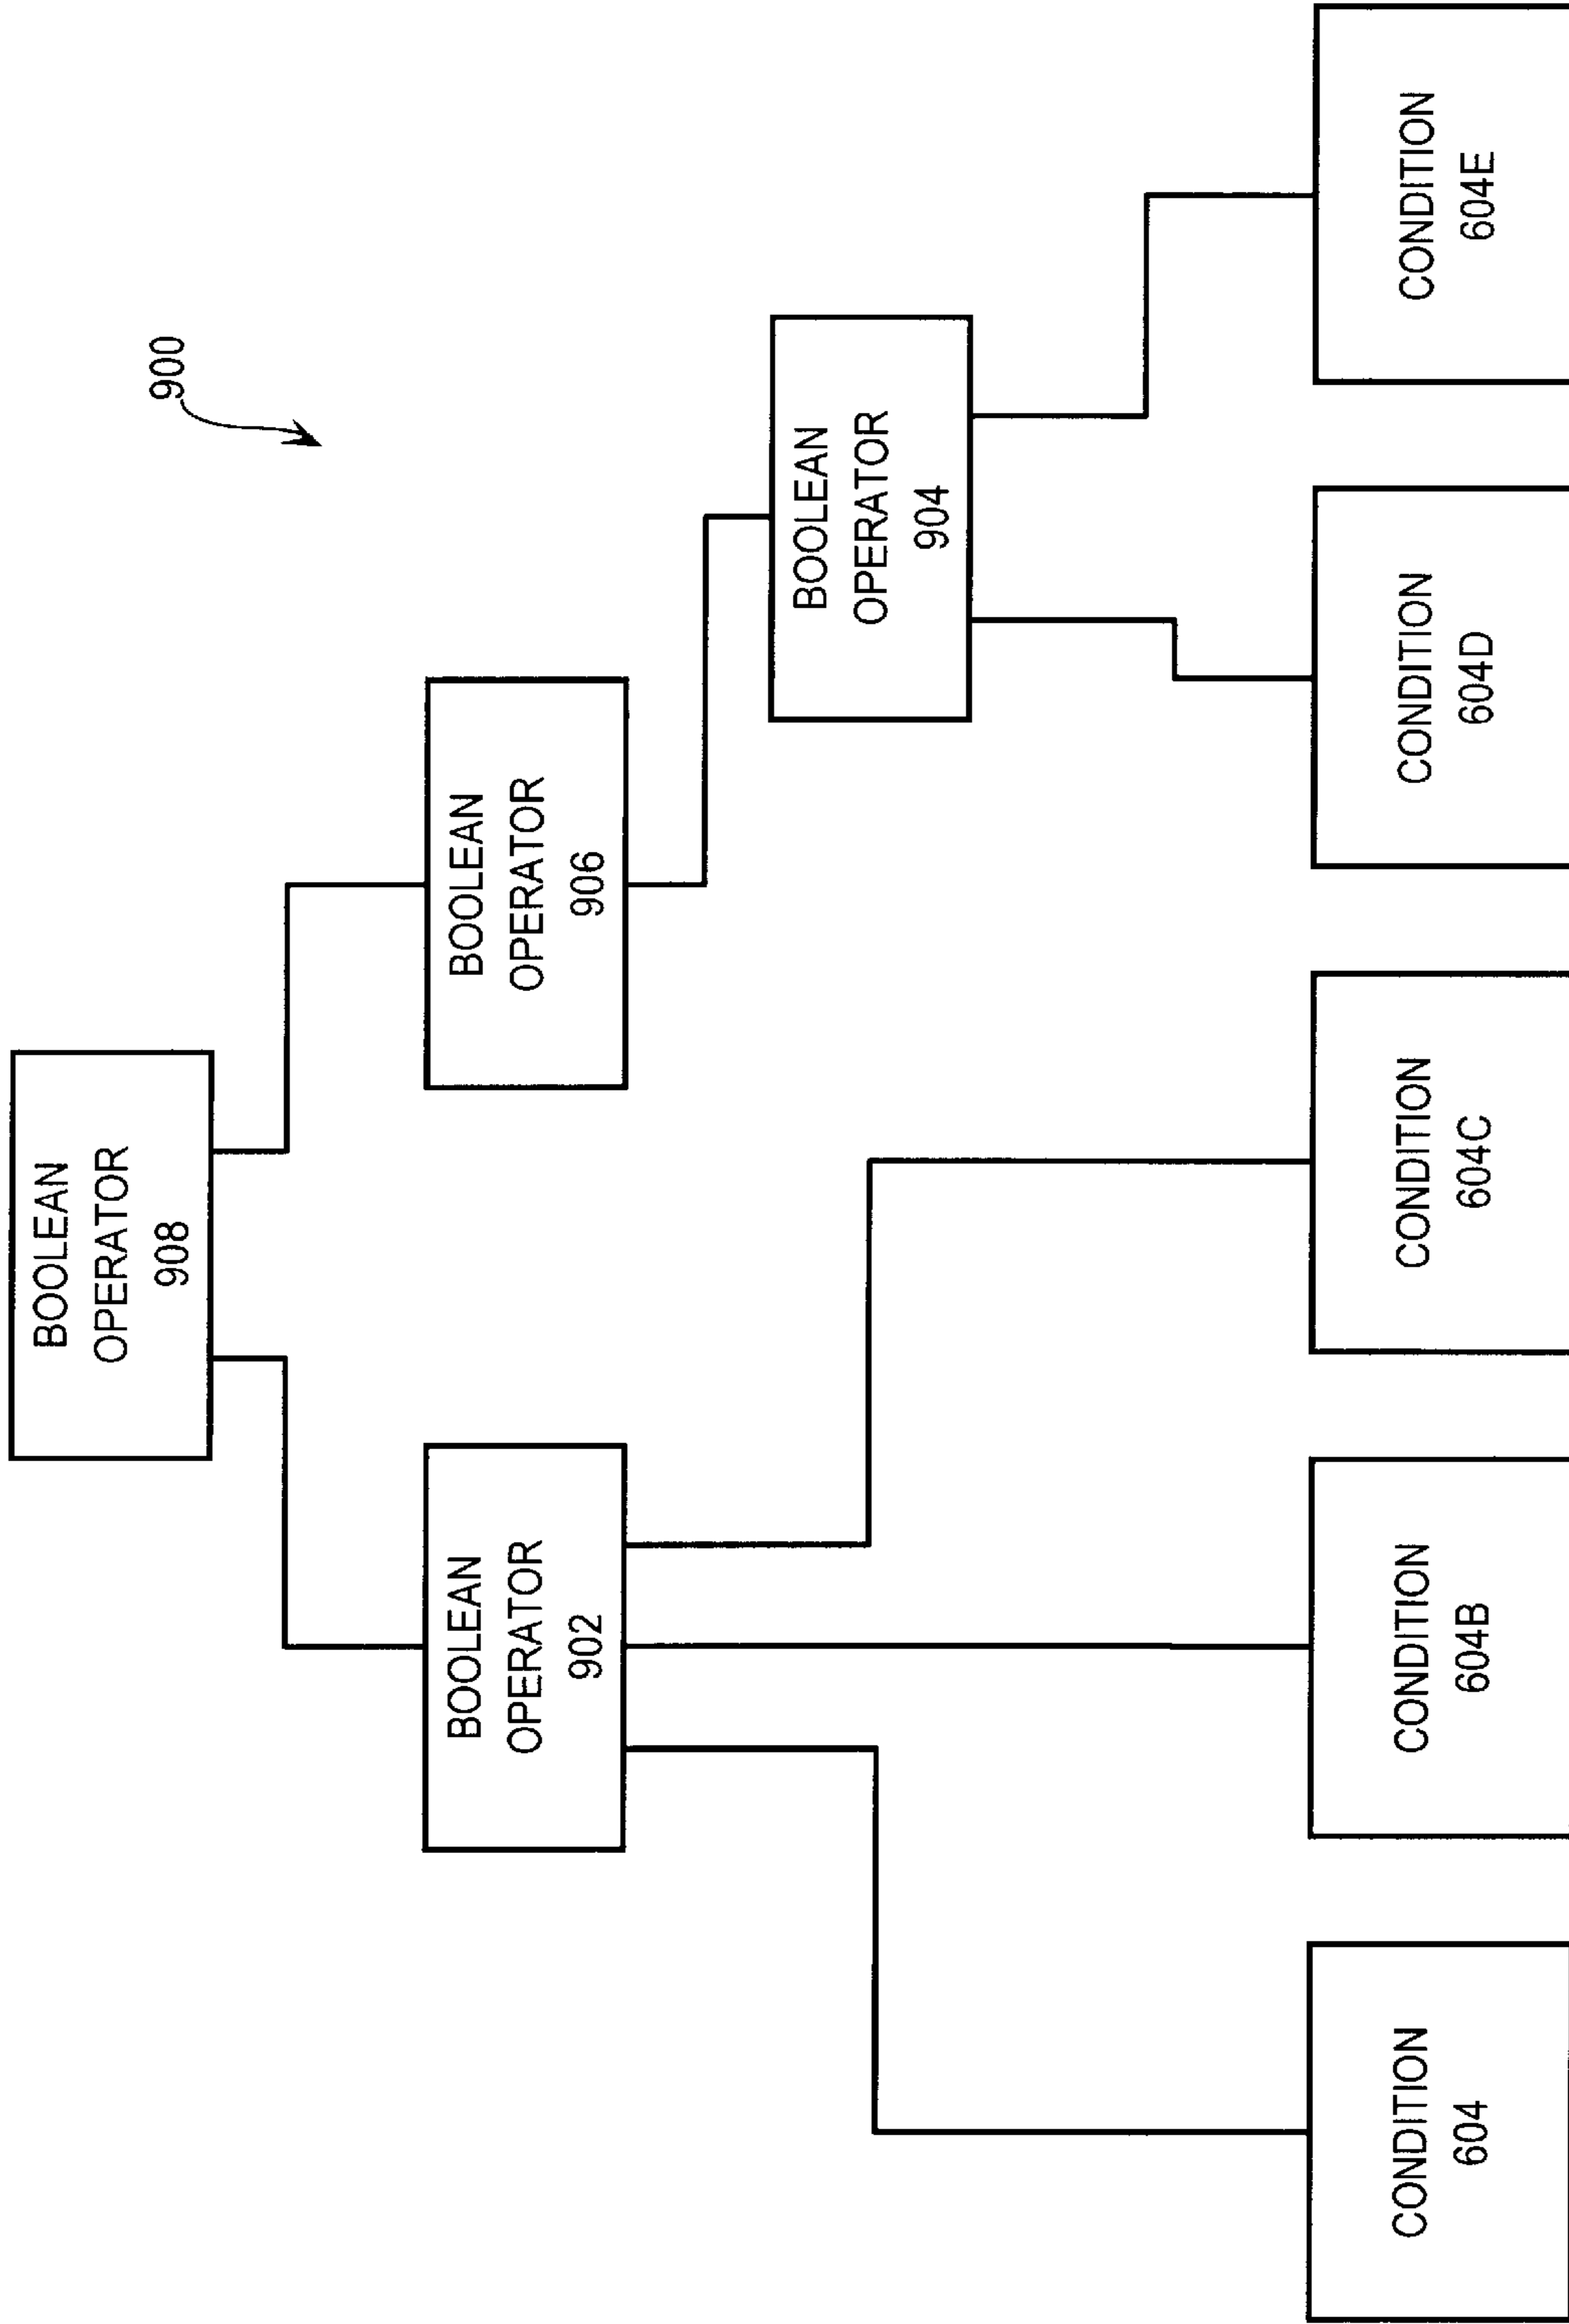 900
BOOLEAN
OPERATOR
908
BOOLEAN
OPERATOR
902
BOOLEAN
OPERATOR
906
BOOLEAN
OPERATOR
904
CONDITION
604
CONDITION
604B
CONDITION
604C
CONDITION
604D
CONDITION
604E